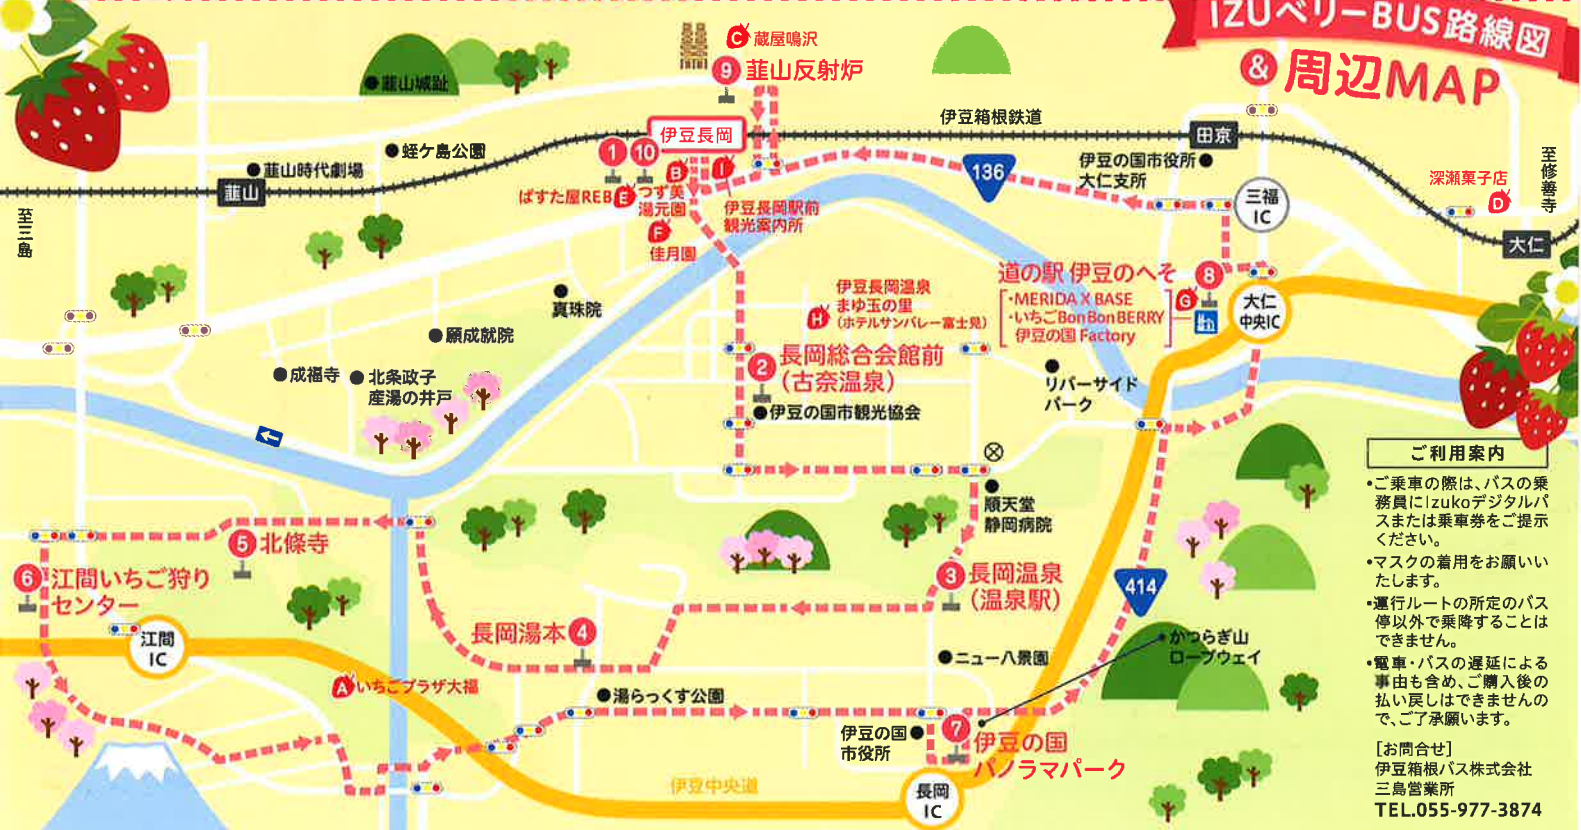 IZUベリーBUS路線図
& 周辺MAP
C 蔵屋鳴沢
9 韮山反射炉
韮山城趾
伊豆箱根鉄道
伊豆長岡
田京
1 10
蛭ケ島公園
韮山時代劇場
韮山
B
I
ぱすた屋REB E
つず美
湯元園
F
佳月園
伊豆長岡駅前
観光案内所
136
伊豆の国市役所
大仁支所
三福
IC
深瀬菓子店
D
至修善寺
大仁
至三島
道の駅 伊豆のへそ 8
・MERIDA X BASE
・いちごBonBonBERRY
伊豆の国 Factory
G
大仁
中央IC
真珠院
願成就院
成福寺
北条政子
産湯の井戸
伊豆長岡温泉
まゆ玉の里
(ホテルサンバレー富士見)
H
2 長岡総合会館前
(古奈温泉)
伊豆の国市観光協会
リバーサイド
パーク
順天堂
静岡病院
5 北條寺
6 江間いちご狩り
センター
江間
IC
3 長岡温泉
(温泉駅)
414
長岡湯本 4
ニュー八景園
かつらぎ山
ロープウェイ
A いちごプラザ大福
湯らっくす公園
伊豆の国
市役所
7 伊豆の国
パノラマパーク
伊豆中央道
長岡
IC
ご利用案内
•ご乗車の際は、バスの乗
務員にIzukoデジタルパ
スまたは乗車券をご提示
ください。
•マスクの着用をお願いい
たします。
•運行ルートの所定のバス
停以外で乗降することは
できません。
•電車・バスの遅延による
事由も含め、ご購入後の
払い戻しはできませんの
で、ご了承願います。
[お問合せ]
伊豆箱根バス株式会社
三島営業所
TEL.055-977-3874